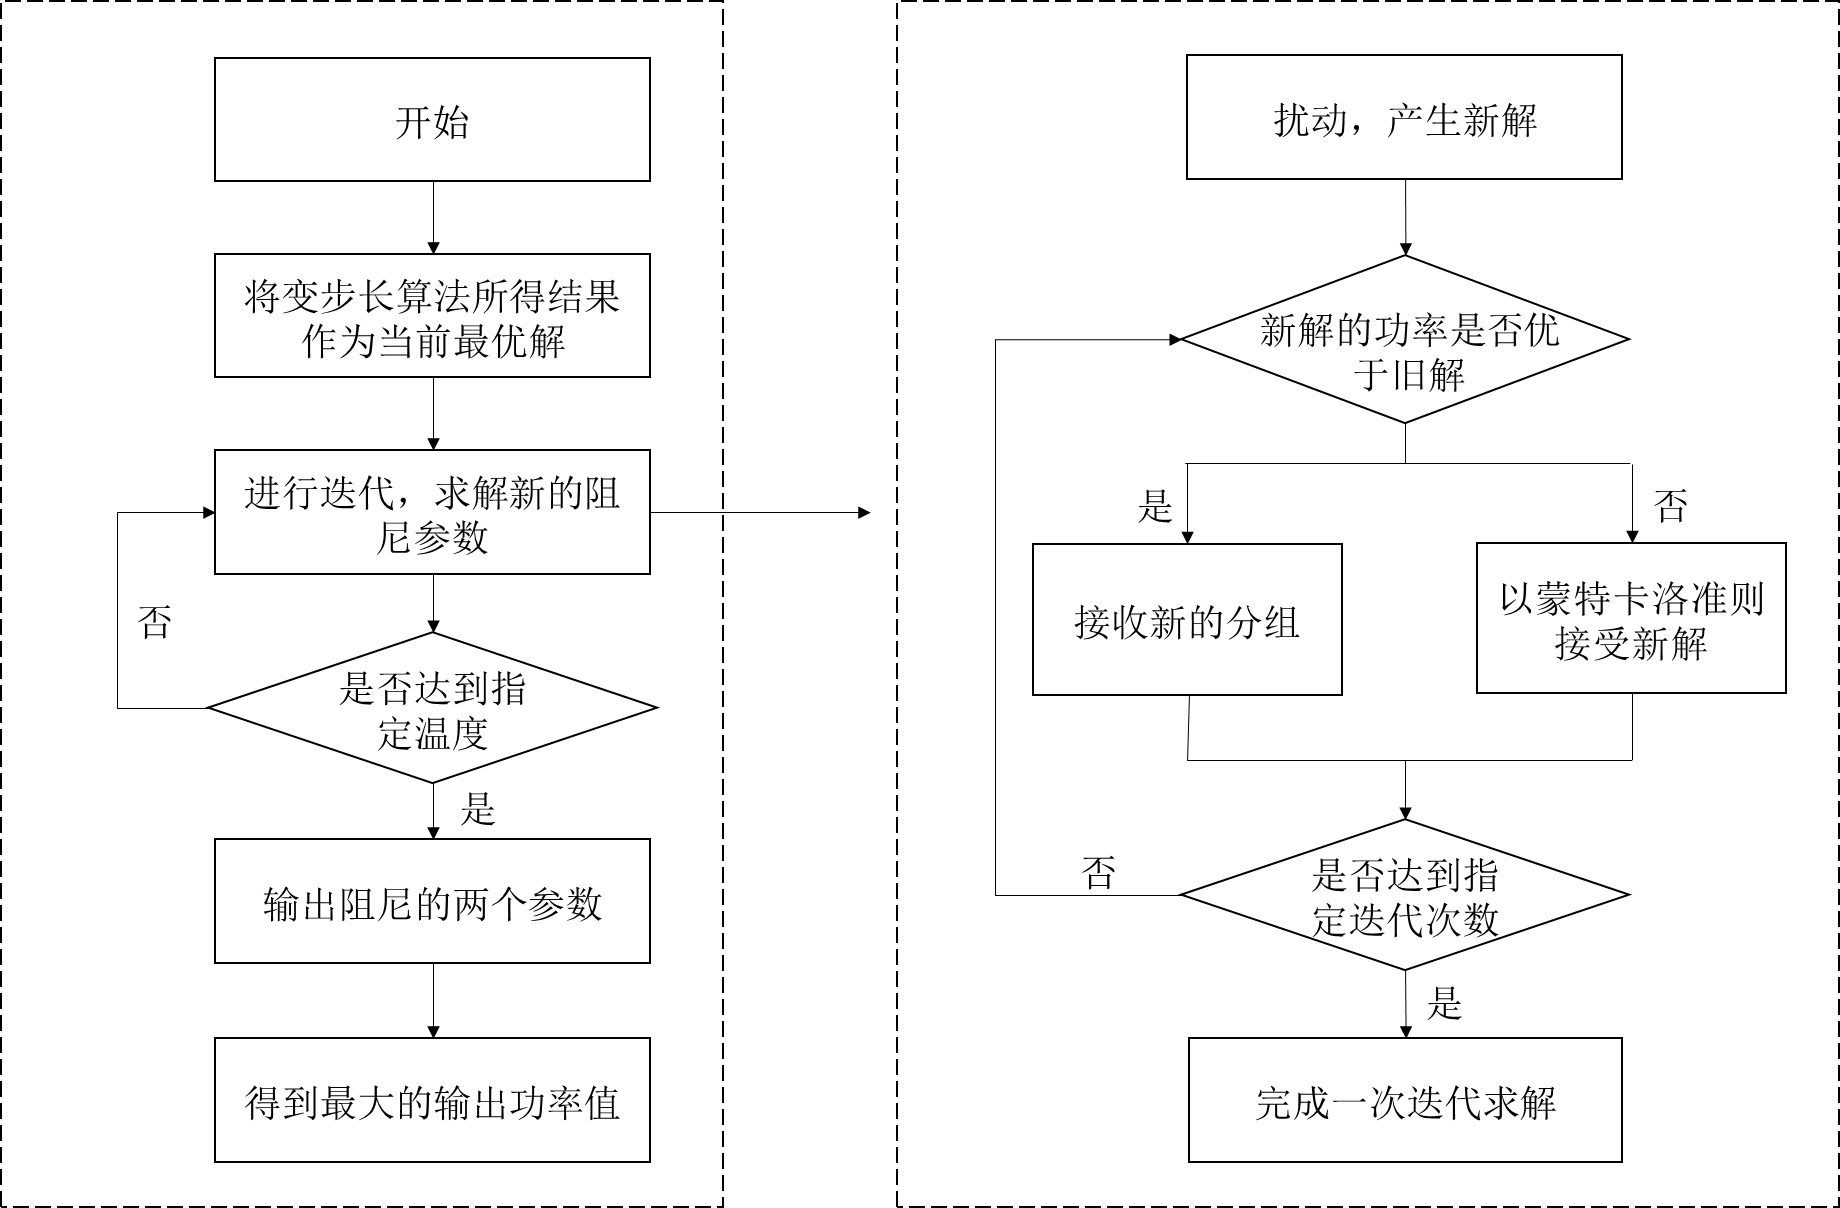 开始
将变步长算法所得结果
作为当前最优解
进行迭代，求解新的阻
尼参数
否
是否达到指
定温度
是
输出阻尼的两个参数
得到最大的输出功率值
扰动，产生新解
新解的功率是否优
于旧解
是
否
接收新的分组
以蒙特卡洛准则
接受新解
否
是否达到指
定迭代次数
是
完成一次迭代求解